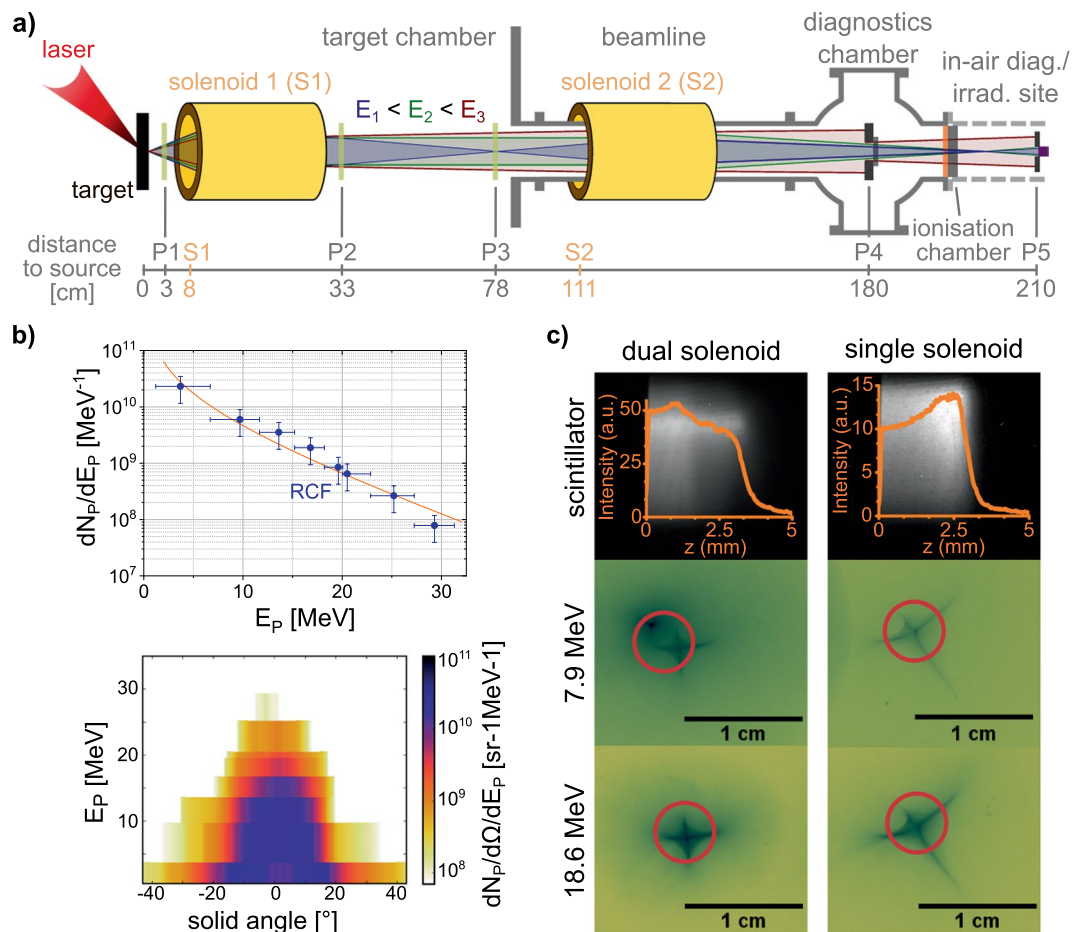 a)
laser
target chamber
beamline
diagnostics
chamber
in-air diag./
irrad. site
solenoid 1 (S1)
E1 < E2 < E3
solenoid 2 (S2)
target
distance
to source
[cm]
P1
S1
P2
P3
S2
P4
ionisation
chamber
P5
0
3
8
33
78
111
180
210
b)
10^11
10^10
10^9
10^8
10^7
dNP/dEP [MeV^-1]
RCF
0
10
20
30
EP [MeV]
30
20
10
EP [MeV]
-40
-20
0
20
40
solid angle [°]
10^11
10^10
10^9
10^8
dNP/dΩ/dEP [sr-1MeV-1]
c)
dual solenoid
single solenoid
scintillator
50
25
0
Intensity (a.u.)
0
2.5
5
z (mm)
15
10
5
0
Intensity (a.u.)
0
2.5
5
z (mm)
7.9 MeV
1 cm
1 cm
18.6 MeV
1 cm
1 cm